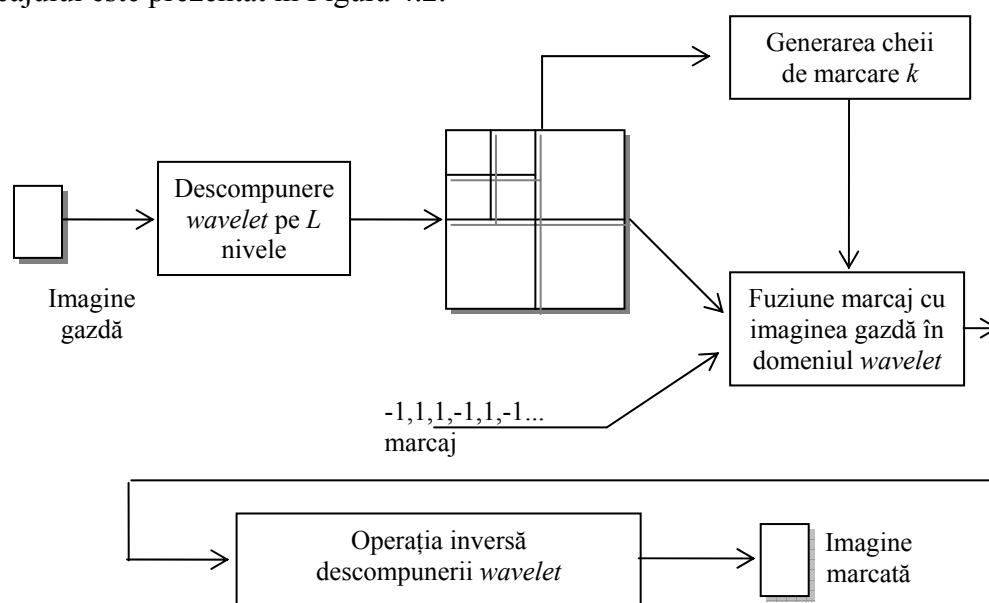 cajului este prezentat în Figura 4.2.
Generarea cheii
de marcare k
Descompunere
wavelet pe L
nivele
Imagine
gazdă
Fuziune marcaj cu
imaginea gazdă în
domeniul wavelet
-1,1,1,-1,1,-1...
marcaj
Operația inversă
descompunerii wavelet
Imagine
marcată